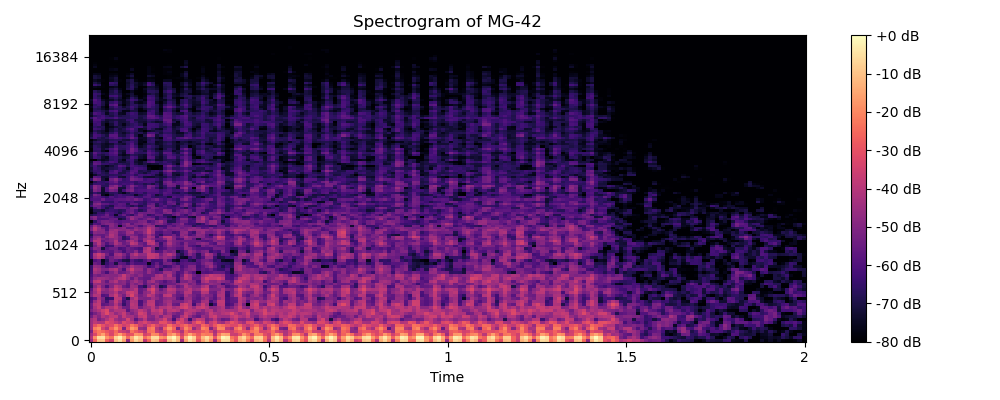 Spectrogram of MG-42
16384
8192
4096
2048
1024
512
0
Hz
0
0.5
1
1.5
2
Time
+0 dB
-10 dB
-20 dB
-30 dB
-40 dB
-50 dB
-60 dB
-70 dB
-80 dB